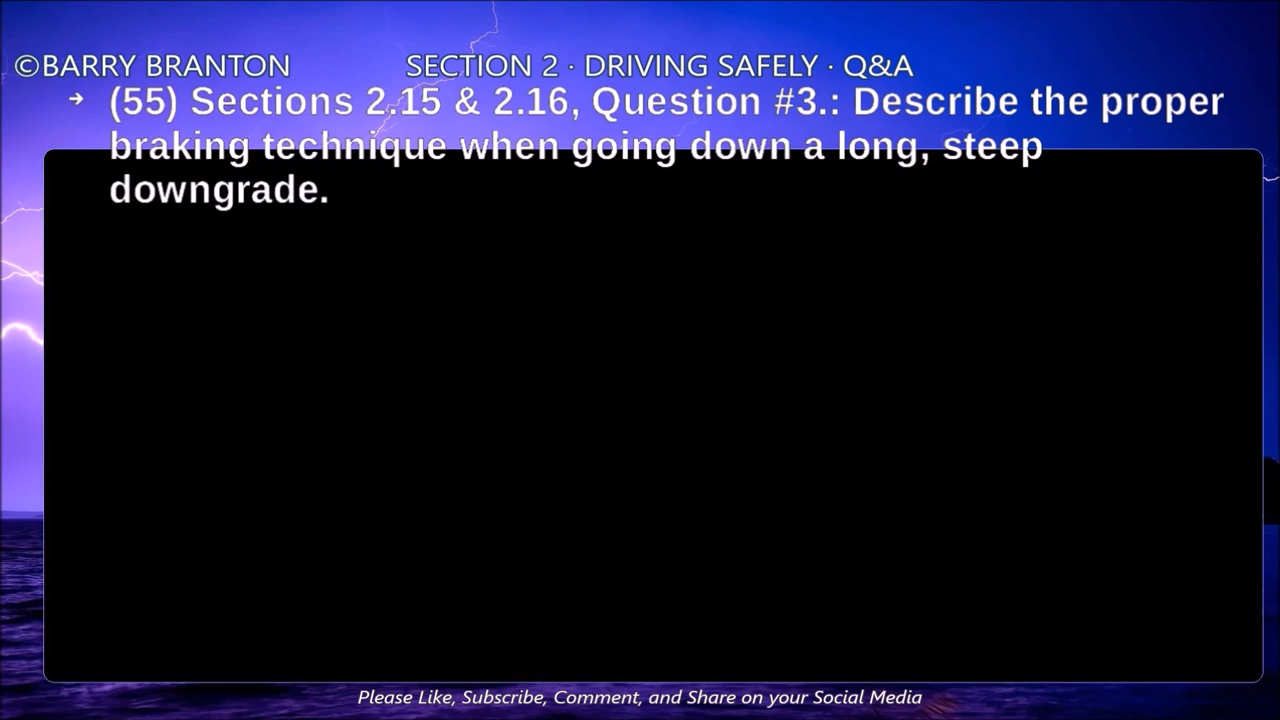 ©BARRY BRANTON SECTION 2 · DRIVING SAFELY · Q&A
→ (55) Sections 2.15 & 2.16, Question #3.: Describe the proper
braking technique when going down a long, steep
downgrade.
Please Like, Subscribe, Comment, and Share on your Social Media